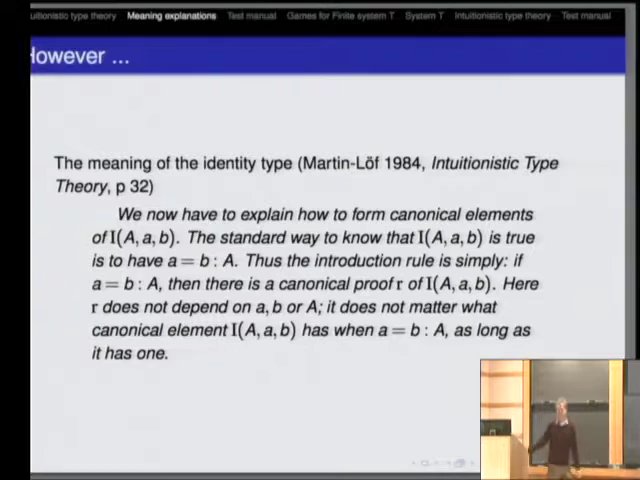 uitionistic type theory Meaning explanations Test manual Games for Finite system T System T Intuitionistic type theory Test manual
However ...
The meaning of the identity type (Martin-Löf 1984, Intuitionistic Type
Theory, p 32)
We now have to explain how to form canonical elements
of I(A, a, b). The standard way to know that I(A, a, b) is true
is to have a = b : A. Thus the introduction rule is simply: if
a = b : A, then there is a canonical proof r of I(A, a, b). Here
r does not depend on a, b or A; it does not matter what
canonical element I(A, a, b) has when a = b : A, as long as
it has one.